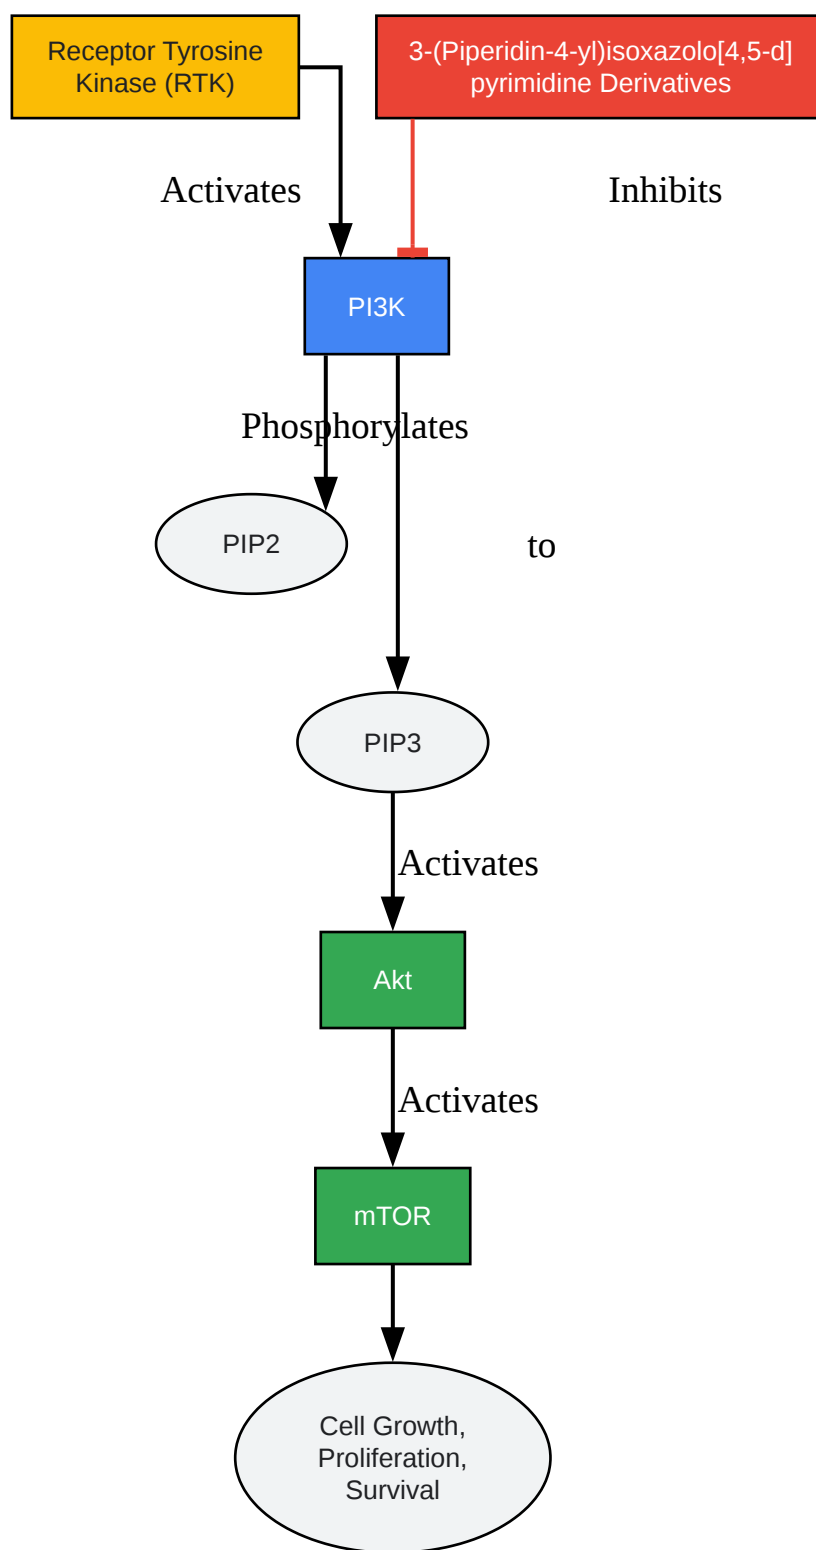 Receptor Tyrosine
Kinase (RTK)
3-(Piperidin-4-yl)isoxazolo[4,5-d]
pyrimidine Derivatives
Activates
Inhibits
PI3K
Phosphorylates
PIP2
to
PIP3
Activates
Akt
Activates
mTOR
Cell Growth,
Proliferation,
Survival